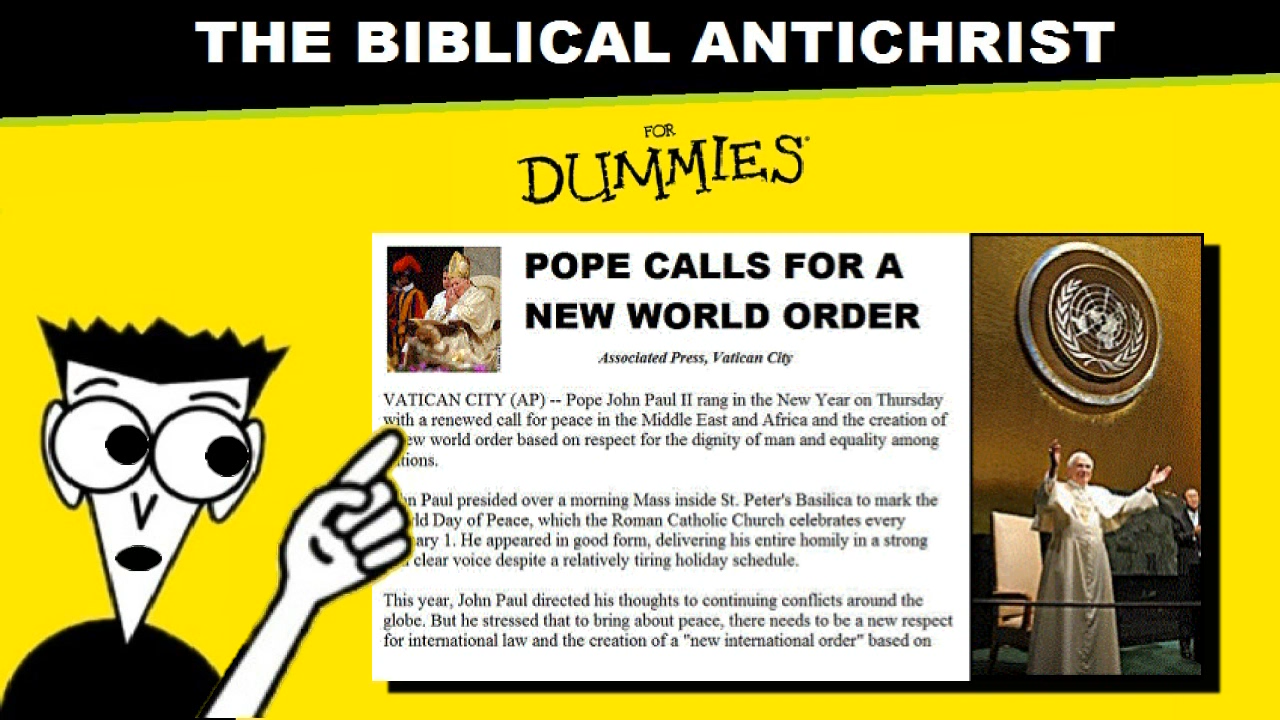 THE BIBLICAL ANTICHRIST
FOR
DUMMIES
POPE CALLS FOR A
NEW WORLD ORDER
Associated Press, Vatican City
VATICAN CITY (AP) -- Pope John Paul II rang in the New Year on Thursday
with a renewed call for peace in the Middle East and Africa and the creation of
ew world order based on respect for the dignity of man and equality among
tions.
n Paul presided over a morning Mass inside St. Peter's Basilica to mark the
ld Day of Peace, which the Roman Catholic Church celebrates every
ary 1. He appeared in good form, delivering his entire homily in a strong
clear voice despite a relatively tiring holiday schedule.
This year, John Paul directed his thoughts to continuing conflicts around the
globe. But he stressed that to bring about peace, there needs to be a new respect
for international law and the creation of a "new international order" based on